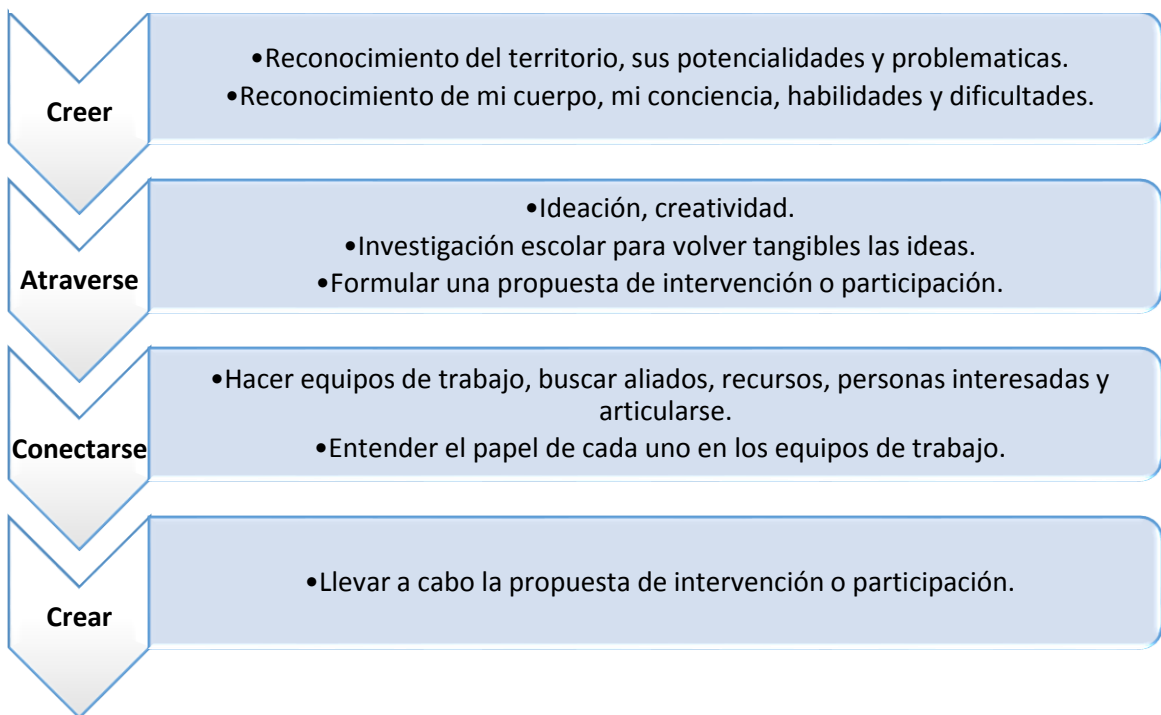 Creer
•Reconocimiento del territorio, sus potencialidades y problematicas.
•Reconocimiento de mi cuerpo, mi conciencia, habilidades y dificultades.
Atraverse
•Ideación, creatividad.
•Investigación escolar para volver tangibles las ideas.
•Formular una propuesta de intervención o participación.
Conectarse
•Hacer equipos de trabajo, buscar aliados, recursos, personas interesadas y
articularse.
•Entender el papel de cada uno en los equipos de trabajo.
Crear
•Llevar a cabo la propuesta de intervención o participación.